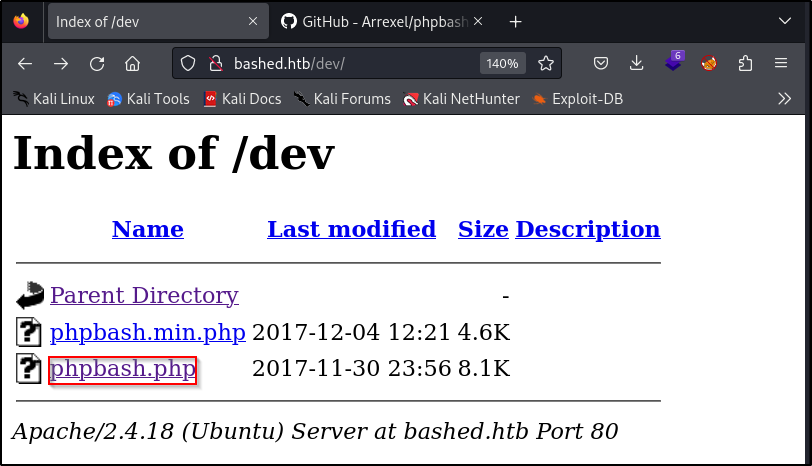 Index of /dev × GitHub - Arrexel/phpbash × +
bashed.htb/dev/ 140% 6
Kali Linux Kali Tools Kali Docs Kali Forums Kali NetHunter Exploit-DB
Index of /dev
Name Last modified Size Description
Parent Directory -
phpbash.min.php 2017-12-04 12:21 4.6K
phpbash.php 2017-11-30 23:56 8.1K
Apache/2.4.18 (Ubuntu) Server at bashed.htb Port 80